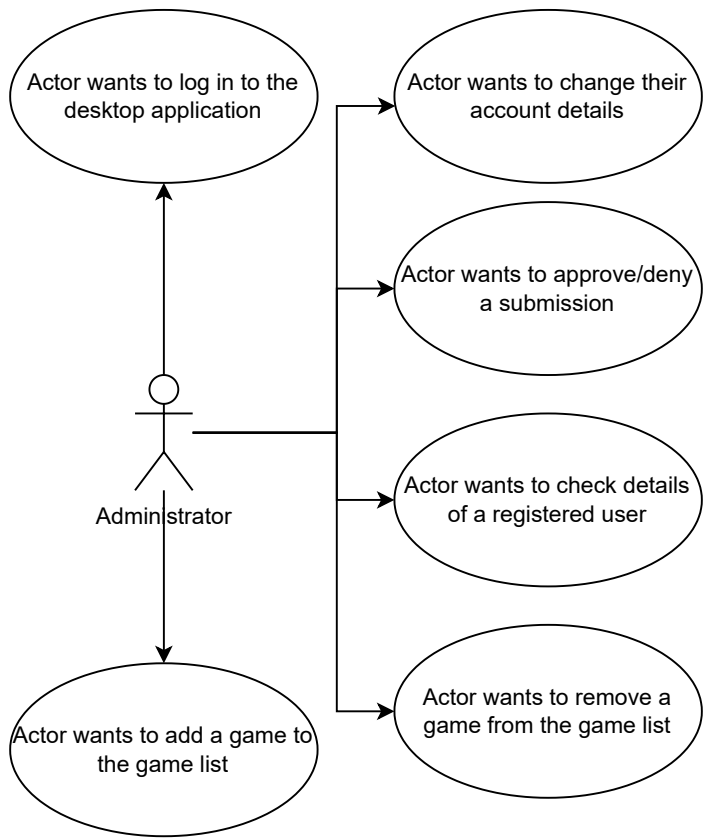 Actor wants to log in to the
desktop application
Actor wants to change their
account details
Actor wants to approve/deny
a submission
Actor wants to check details
of a registered user
Administrator
Actor wants to remove a
game from the game list
Actor wants to add a game to
the game list